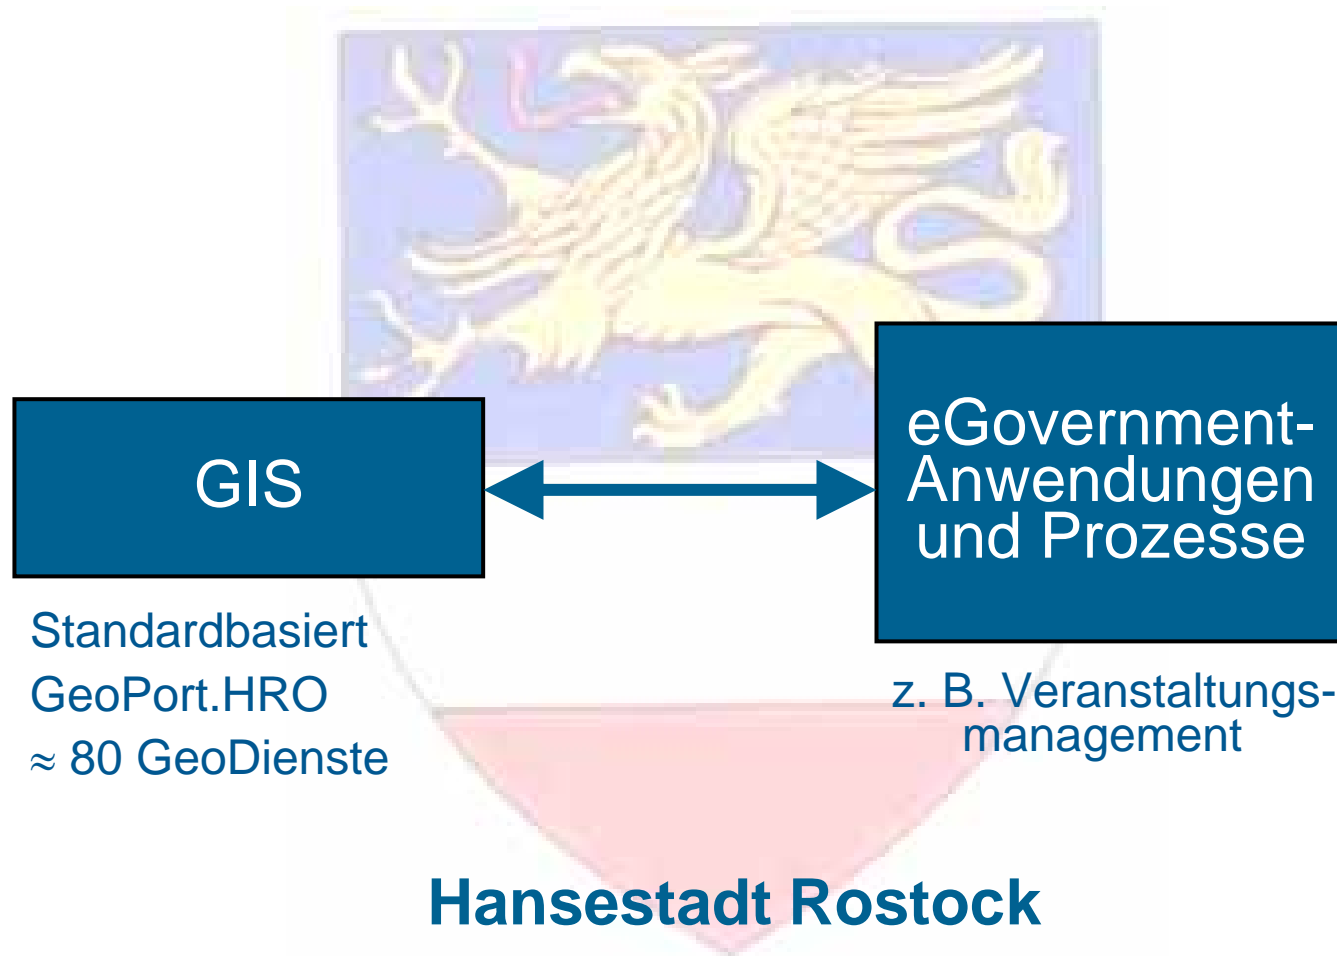 GIS
eGovernment-
Anwendungen
und Prozesse
Standardbasiert
GeoPort.HRO
≈ 80 GeoDienste
z. B. Veranstaltungs-
management
Hansestadt Rostock